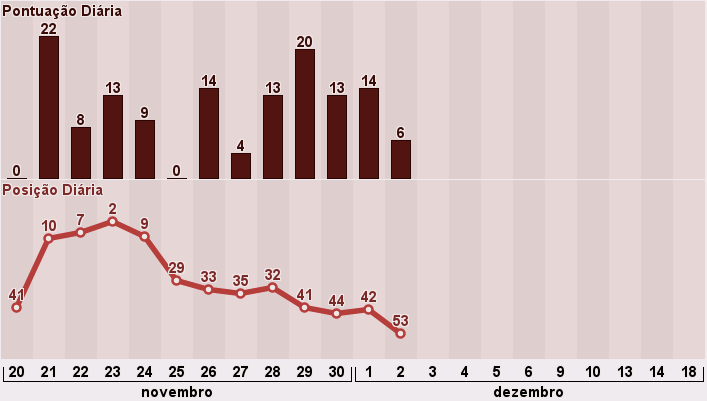 Pontuação Diária
0 22 8 13 9 0 14 4 13 20 13 14 6
Posição Diária
41 10 7 2 9 29 33 35 32 41 44 42 53
20 21 22 23 24 25 26 27 28 29 30 1 2 3 4 5 6 9 10 13 14 18
novembro dezembro